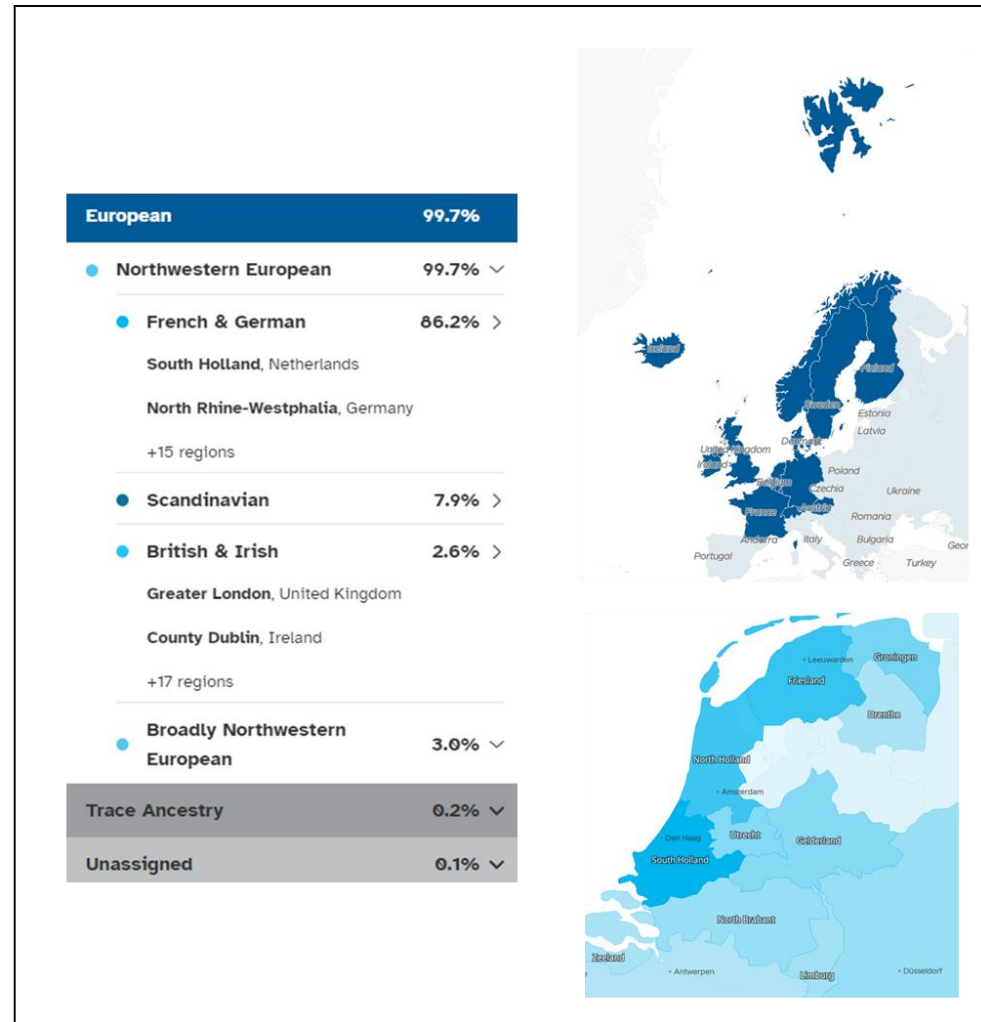 European 99.7%
Northwestern European 99.7%
French & German 86.2%
South Holland, Netherlands
North Rhine-Westphalia, Germany
+15 regions
Scandinavian 7.9%
British & Irish 2.6%
Greater London, United Kingdom
County Dublin, Ireland
+17 regions
Broadly Northwestern
European 3.0%
Trace Ancestry 0.2%
Unassigned 0.1%
Iceland
Finland
Sweden
Estonia
Latvia
Denmark
United Kingdom
Ireland
Poland
Belgium
Czechia
Ukraine
France
Austria
Romania
Andorra
Italy
Bulgaria
Geor
Portugal
Greece
Turkey
Leeuwarden
Groningen
Friesland
Drenthe
North Holland
Amsterdam
Den Haag
Utrecht
Gelderland
South Holland
North Brabant
Zeeland
Antwerpen
Limburg
Düsseldorf